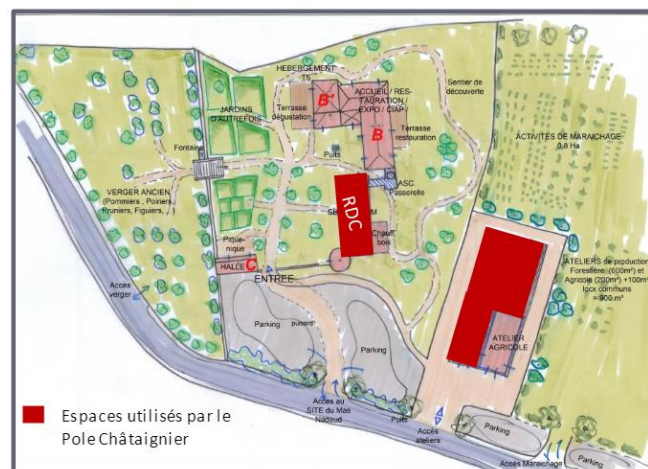 HEBERGEMENT
T5
B'
ACCUEIL / RES-
TAURATION /
EXPO / CIAP
Sentier de
découverte
JARDINS
D'AUTREFOIS
Terrasse
dégustation
B
Terrasse
restauration
ACTIVITES DE MARAICHAGE
0,8 Ha
Fontaine
Puits
ASC.
Passerelle
VERGER ANCIEN
(Pommiers , Poiriers,
Pruniers, Figuiers, ...)
RDC
Chauff.
bois
Pique-
nique
HALLE C
ENTREE
ATELIERS de production
Forestière: (600m²) et
Agricole (200m²) +100m²
locx communs
= 900 m²
Accès
verger
Parking
Parking
ATELIER
AGRICOLE
Accès au
SITE du Mas
Nadaud
Puits
Accès
ateliers
Parking
Parking
Accès Maraichage
Espaces utilisés par le
Pole Châtaignier